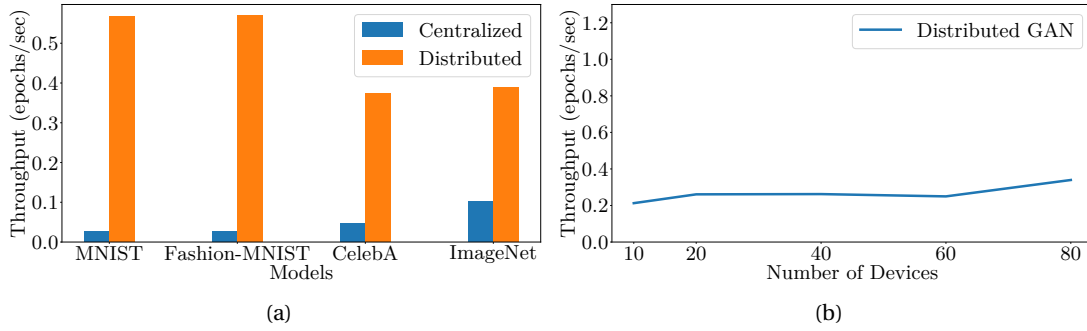 Throughput (epochs/sec)
0.5
0.4
0.3
0.2
0.1
0.0
Centralized
Distributed
MNIST Fashion-MNIST CelebA ImageNet
Models
(a)
Throughput (epochs/sec)
1.2
1.0
0.8
0.6
0.4
0.2
0.0
Distributed GAN
10 20 40 60 80
Number of Devices
(b)